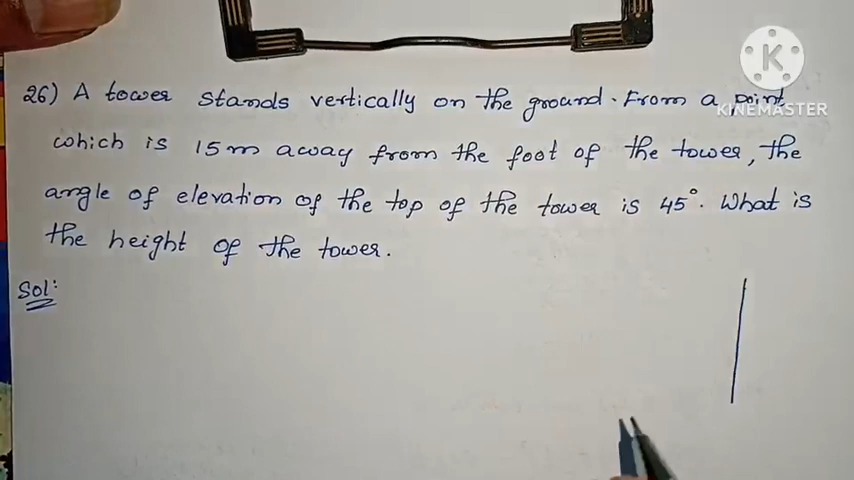 KINEMASTER
26) A tower stands vertically on the ground. From a point
which is 15m away from the foot of the tower, the
angle of elevation of the top of the tower is 45°. What is
the height of the tower.
Sol: